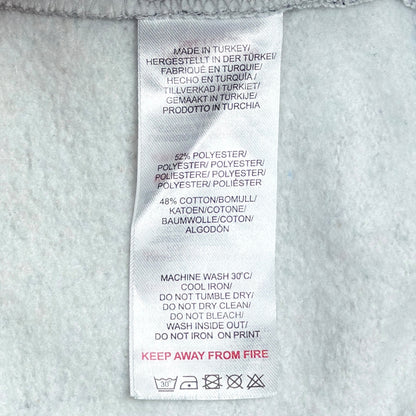 MADE IN TURKEY/
HERGESTELLT IN DER TÜRKEI/
FABRIQUÉ EN TURQUIE/
HECHO EN TURQUÍA/
TILLVERKAD I TURKIET/
GEMAAKT IN TURKIJE/
PRODOTTO IN TURCHIA
52% POLYESTER/
POLYESTER/ POLYESTER/
POLIESTERE/ POLIESTER/
POLYESTER/ POLIÉSTER
48% COTTON/BOMULL/
KATOEN/COTONE/
BAUMWOLLE/COTON/
ALGODÓN
MACHINE WASH 30°C/
COOL IRON/
DO NOT TUMBLE DRY/
DO NOT DRY CLEAN/
DO NOT BLEACH/
WASH INSIDE OUT/
DO NOT IRON ON PRINT
KEEP AWAY FROM FIRE
30°